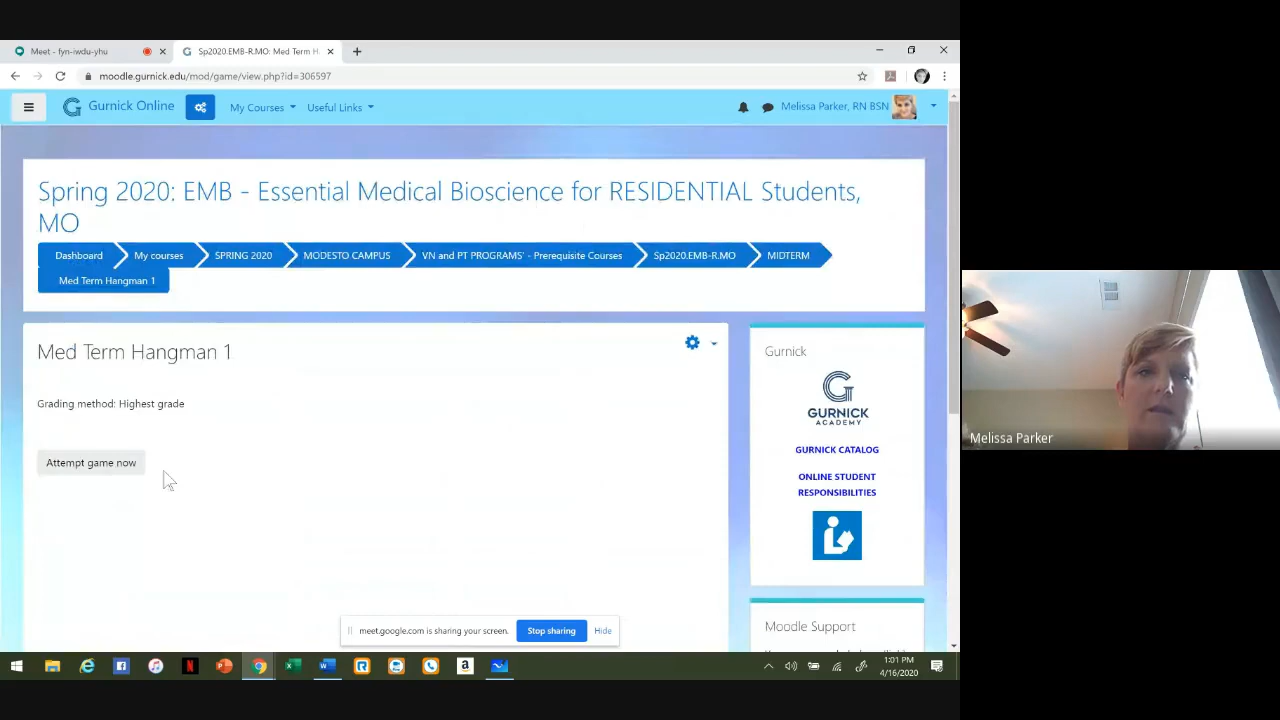 Meet - fyn-iwdu-yhu
Sp2020.EMB-R.MO: Med Term H
moodle.gurnick.edu/mod/game/view.php?id=306597
Gurnick Online
My Courses
Useful Links
Melissa Parker, RN BSN
Spring 2020: EMB - Essential Medical Bioscience for RESIDENTIAL Students,
MO
Dashboard
My courses
SPRING 2020
MODESTO CAMPUS
VN and PT PROGRAMS' - Prerequisite Courses
Sp2020.EMB-R.MO
MIDTERM
Med Term Hangman 1
Med Term Hangman 1
Grading method: Highest grade
Attempt game now
Gurnick
GURNICK
ACADEMY
GURNICK CATALOG
ONLINE STUDENT
RESPONSIBILITIES
Moodle Support
meet.google.com is sharing your screen.
Stop sharing
Hide
1:01 PM
4/16/2020
Melissa Parker